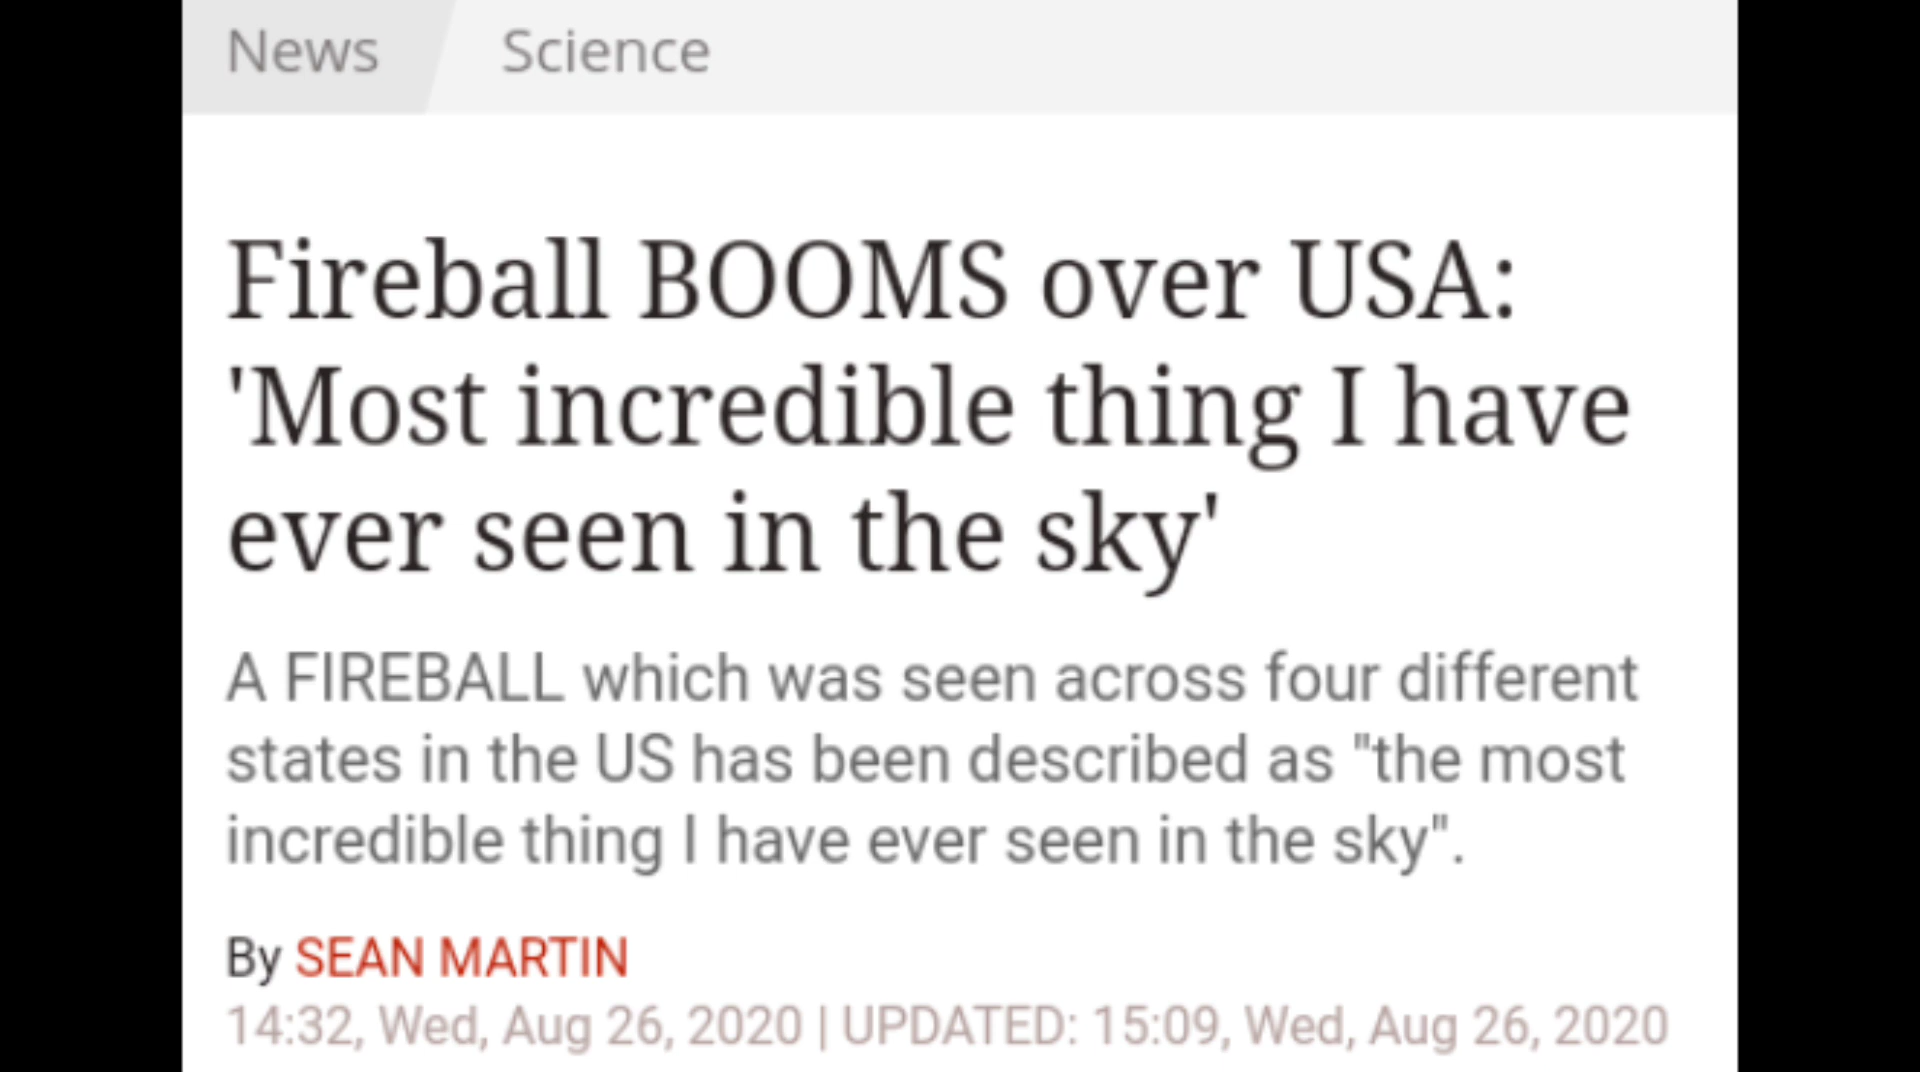 News Science
Fireball BOOMS over USA:
'Most incredible thing I have
ever seen in the sky'
A FIREBALL which was seen across four different
states in the US has been described as "the most
incredible thing I have ever seen in the sky".
By SEAN MARTIN
14:32, Wed, Aug 26, 2020 | UPDATED: 15:09, Wed, Aug 26, 2020